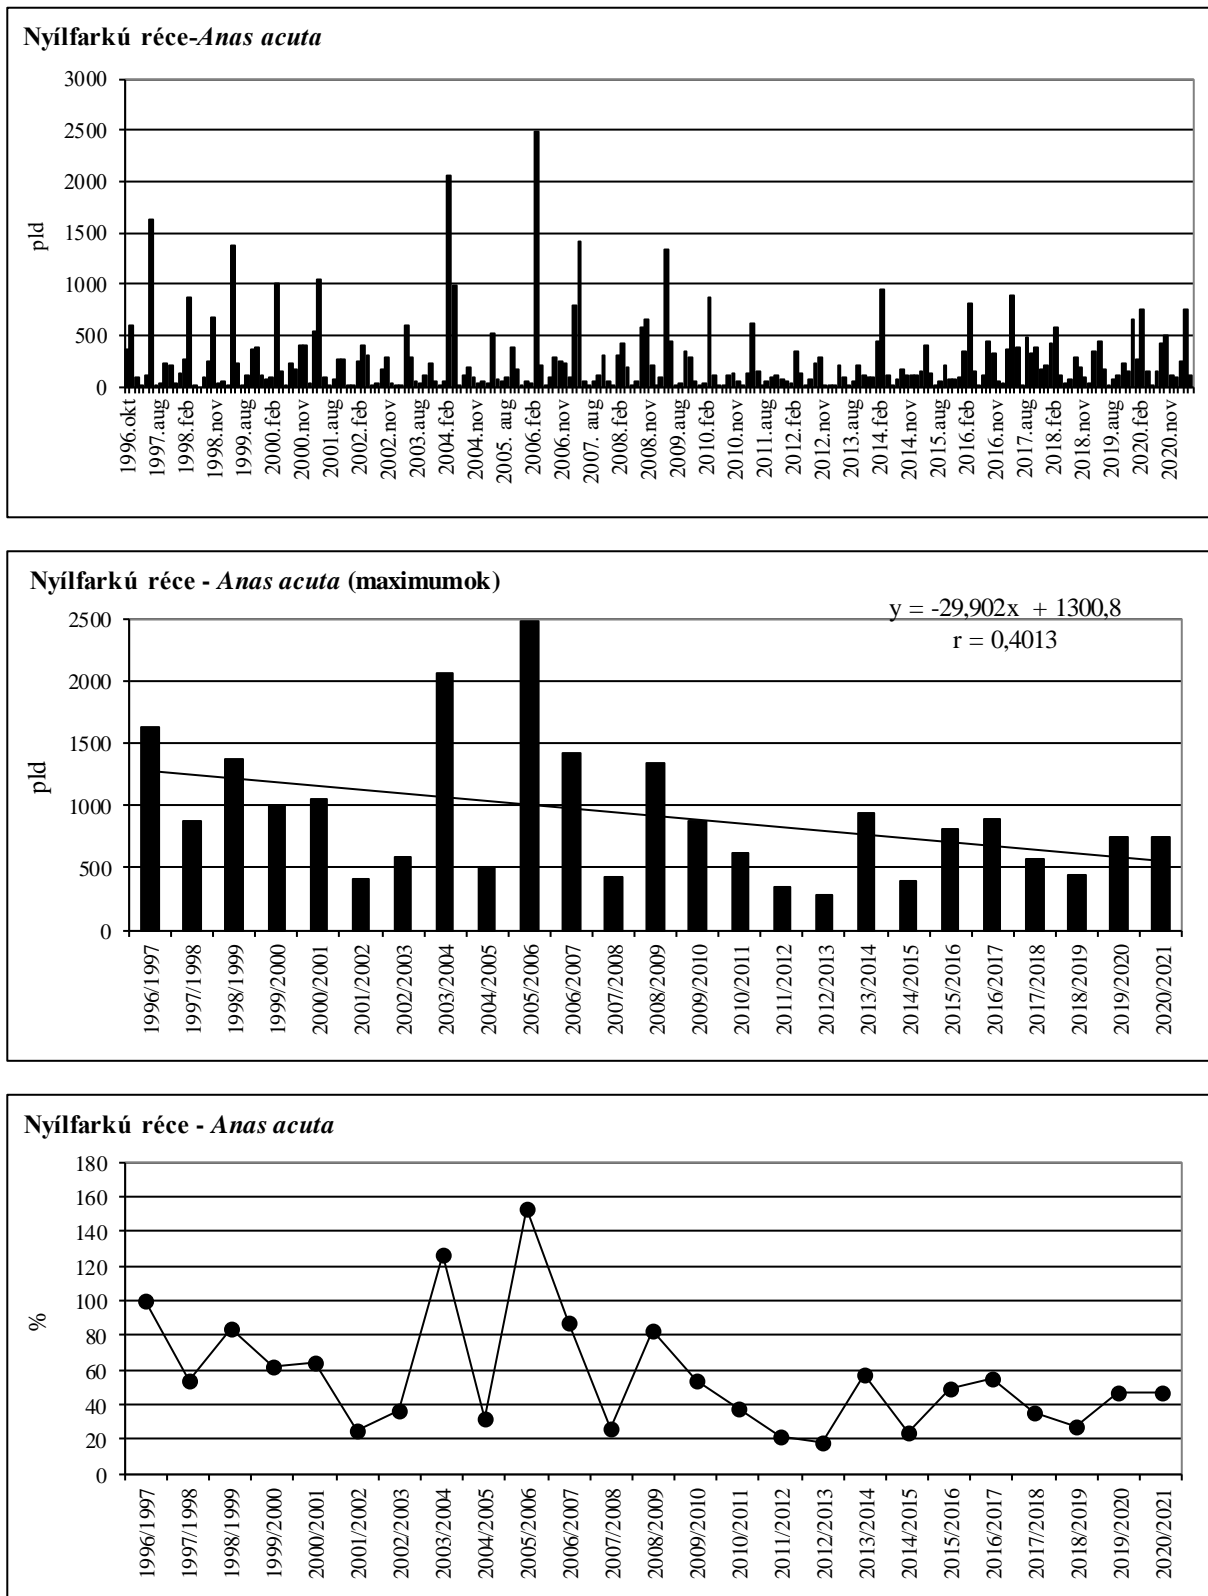 Nyílfarkú réce-Anas acuta
pld
3000
2500
2000
1500
1000
500
0
1996.okt
1997.aug
1998.feb
1998.nov
1999.aug
2000.feb
2000.nov
2001.aug
2002.feb
2002.nov
2003.aug
2004.feb
2004.nov
2005. aug
2006.feb
2006.nov
2007. aug
2008.feb
2008.nov
2009.aug
2010.feb
2010.nov
2011.aug
2012.feb
2012.nov
2013.aug
2014.feb
2014.nov
2015.aug
2016.feb
2016.nov
2017.aug
2018.feb
2018.nov
2019.aug
2020.feb
2020.nov
Nyílfarkú réce - Anas acuta (maximumok)
y = -29,902x + 1300,8
r = 0,4013
pld
2500
2000
1500
1000
500
0
1996/1997
1997/1998
1998/1999
1999/2000
2000/2001
2001/2002
2002/2003
2003/2004
2004/2005
2005/2006
2006/2007
2007/2008
2008/2009
2009/2010
2010/2011
2011/2012
2012/2013
2013/2014
2014/2015
2015/2016
2016/2017
2017/2018
2018/2019
2019/2020
2020/2021
Nyílfarkú réce - Anas acuta
%
180
160
140
120
100
80
60
40
20
0
1996/1997
1997/1998
1998/1999
1999/2000
2000/2001
2001/2002
2002/2003
2003/2004
2004/2005
2005/2006
2006/2007
2007/2008
2008/2009
2009/2010
2010/2011
2011/2012
2012/2013
2013/2014
2014/2015
2015/2016
2016/2017
2017/2018
2018/2019
2019/2020
2020/2021